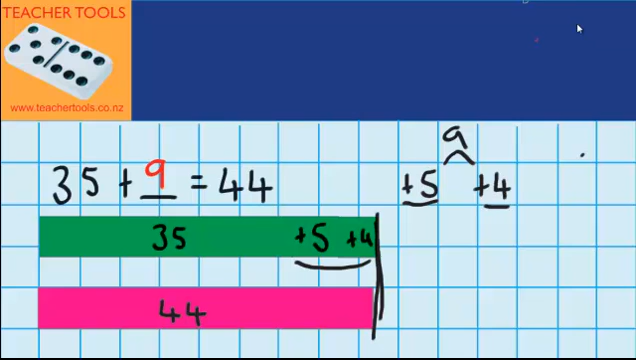 TEACHER TOOLS
www.teachertools.co.nz
9
35 + 9 = 44
+5 +4
35 +5 +4
44